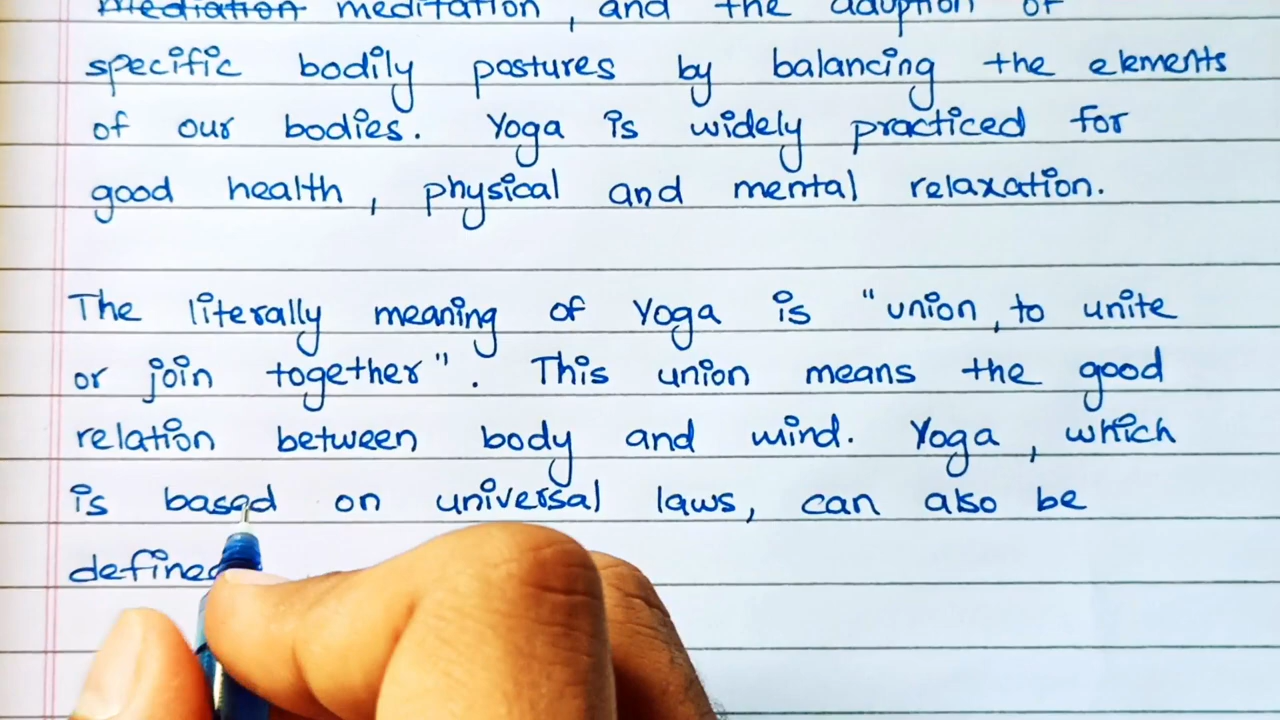 mediation meditation, and the adoption of
specific bodily postures by balancing the elements
of our bodies. Yoga is widely practiced for
good health, physical and mental relaxation.
The literally meaning of Yoga is "union, to unite
or join together". This union means the good
relation between body and mind. Yoga, which
is based on universal laws, can also be
defined